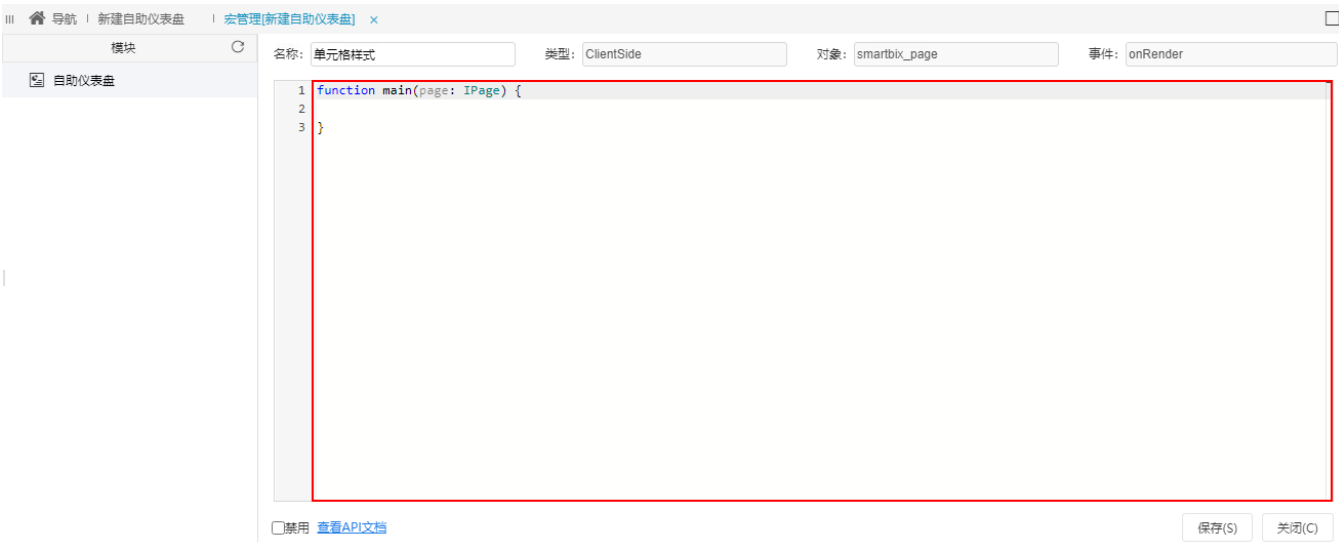 导航 新建自助仪表盘 宏管理[新建自助仪表盘] ×
模块
名称: 单元格样式 类型: ClientSide 对象: smartbix_page 事件: onRender
自助仪表盘
1 function main(page: IPage) {
2
3 }
禁用 查看API文档 保存(S) 关闭(C)